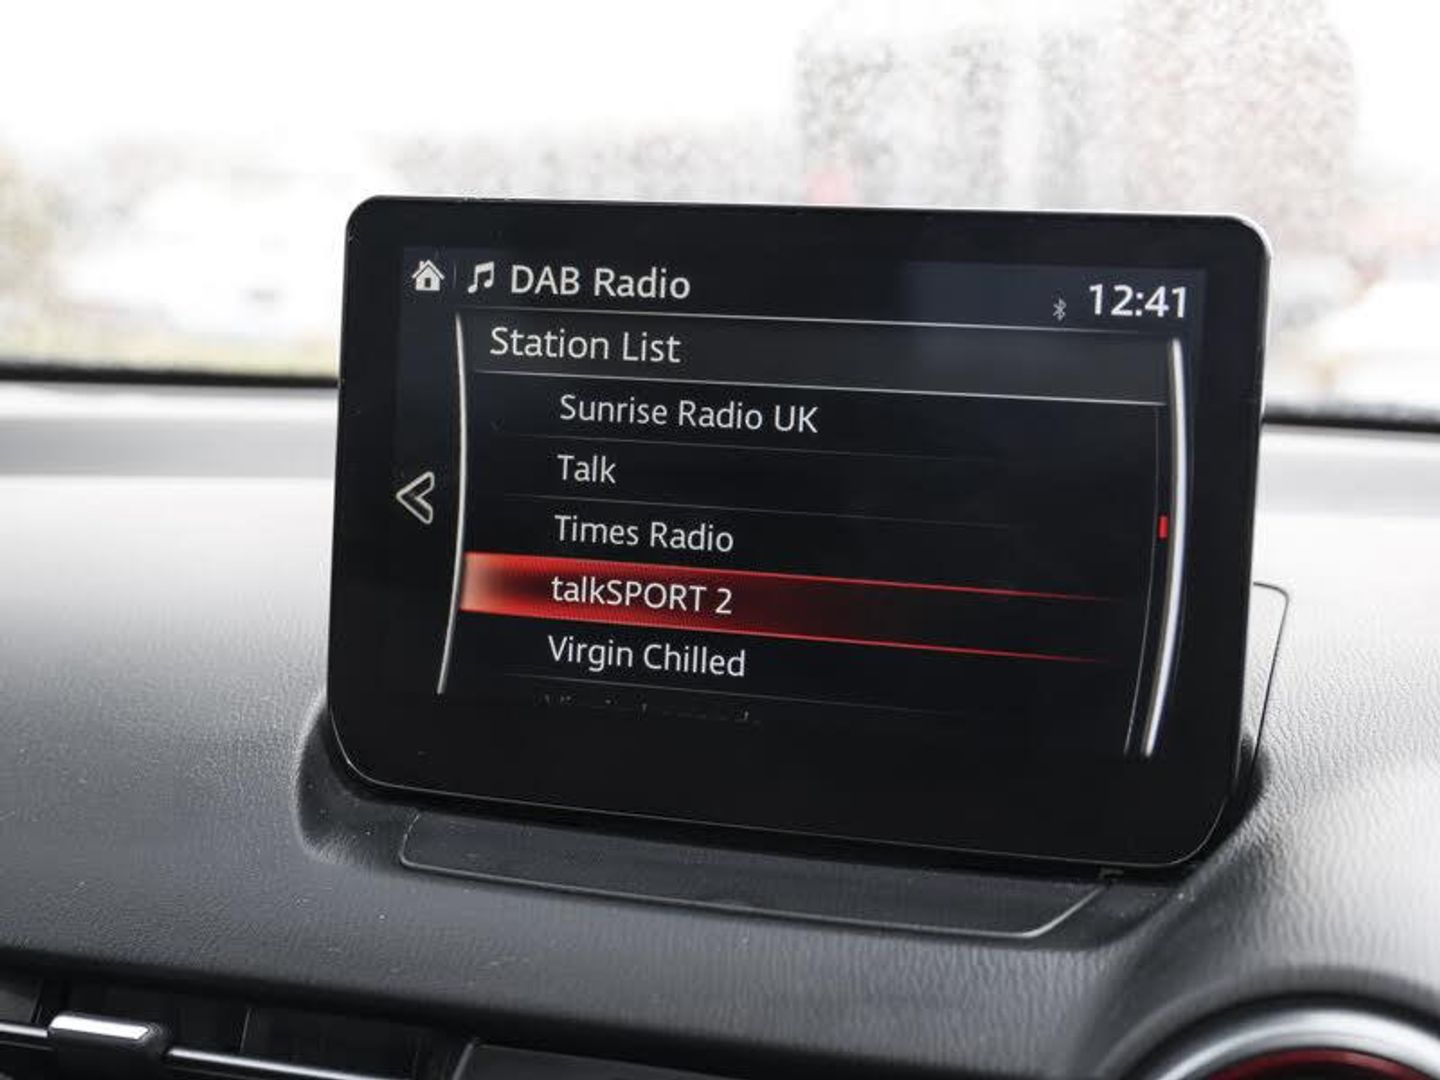 DAB Radio
12:41
Station List
Sunrise Radio UK
Talk
Times Radio
talkSPORT 2
Virgin Chilled